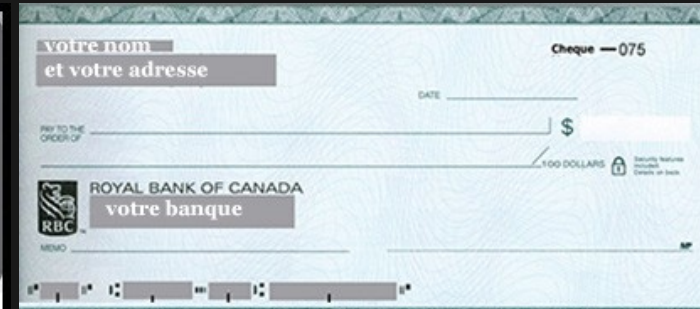 votre nom
et votre adresse
Cheque — 075
DATE
PAY TO THE
ORDER OF
$
/100 DOLLARS
Security features
included.
Details on back.
ROYAL BANK OF CANADA
votre banque
RBC
MEMO
MP